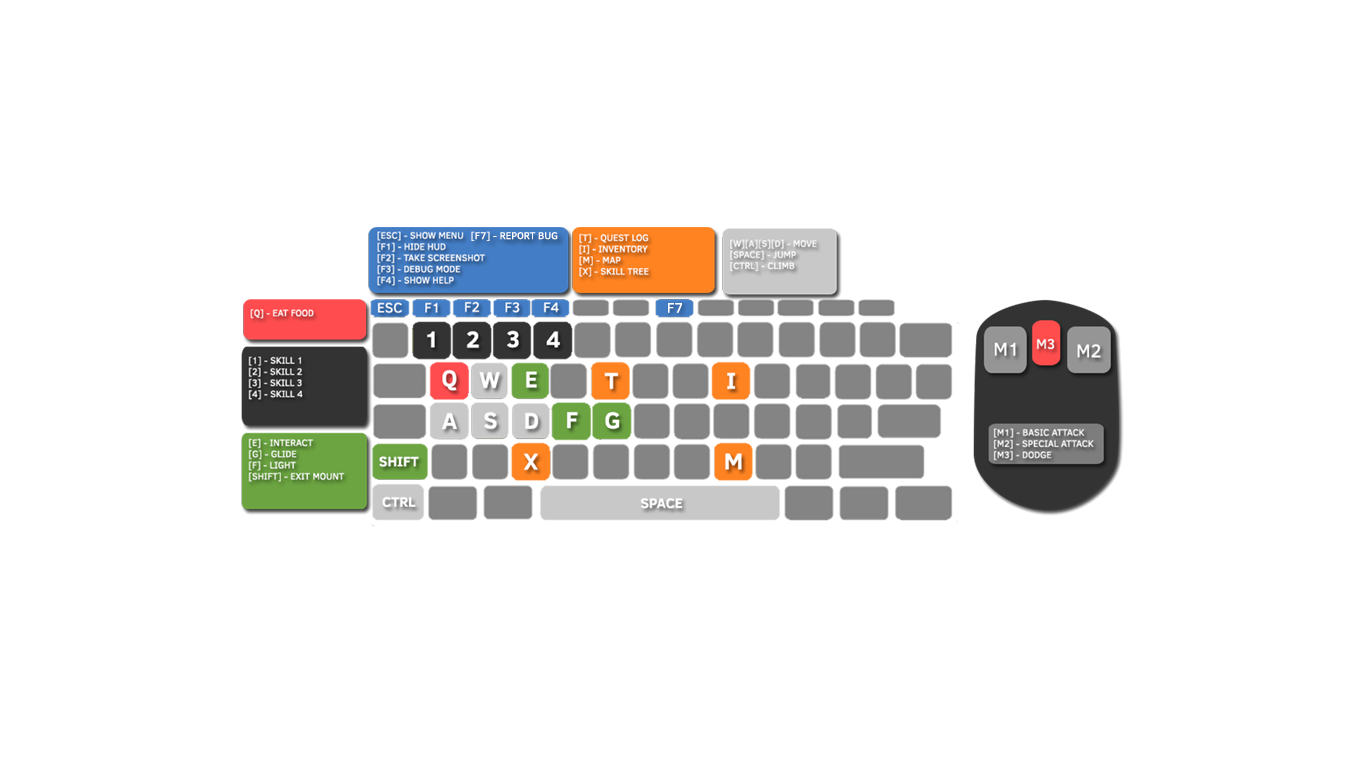 [ESC] - SHOW MENU [F7] - REPORT BUG
[F1] - HIDE HUD
[F2] - TAKE SCREENSHOT
[F3] - DEBUG MODE
[F4] - SHOW HELP
[T] - QUEST LOG
[I] - INVENTORY
[M] - MAP
[X] - SKILL TREE
[W][A][S][D] - MOVE
[SPACE] - JUMP
[CTRL] - CLIMB
[Q] - EAT FOOD
[1] - SKILL 1
[2] - SKILL 2
[3] - SKILL 3
[4] - SKILL 4
[E] - INTERACT
[G] - GLIDE
[F] - LIGHT
[SHIFT] - EXIT MOUNT
ESC F1 F2 F3 F4 F7
1 2 3 4
Q W E T I
A S D F G
SHIFT X M
CTRL SPACE
M1 M3 M2
[M1] - BASIC ATTACK
[M2] - SPECIAL ATTACK
[M3] - DODGE